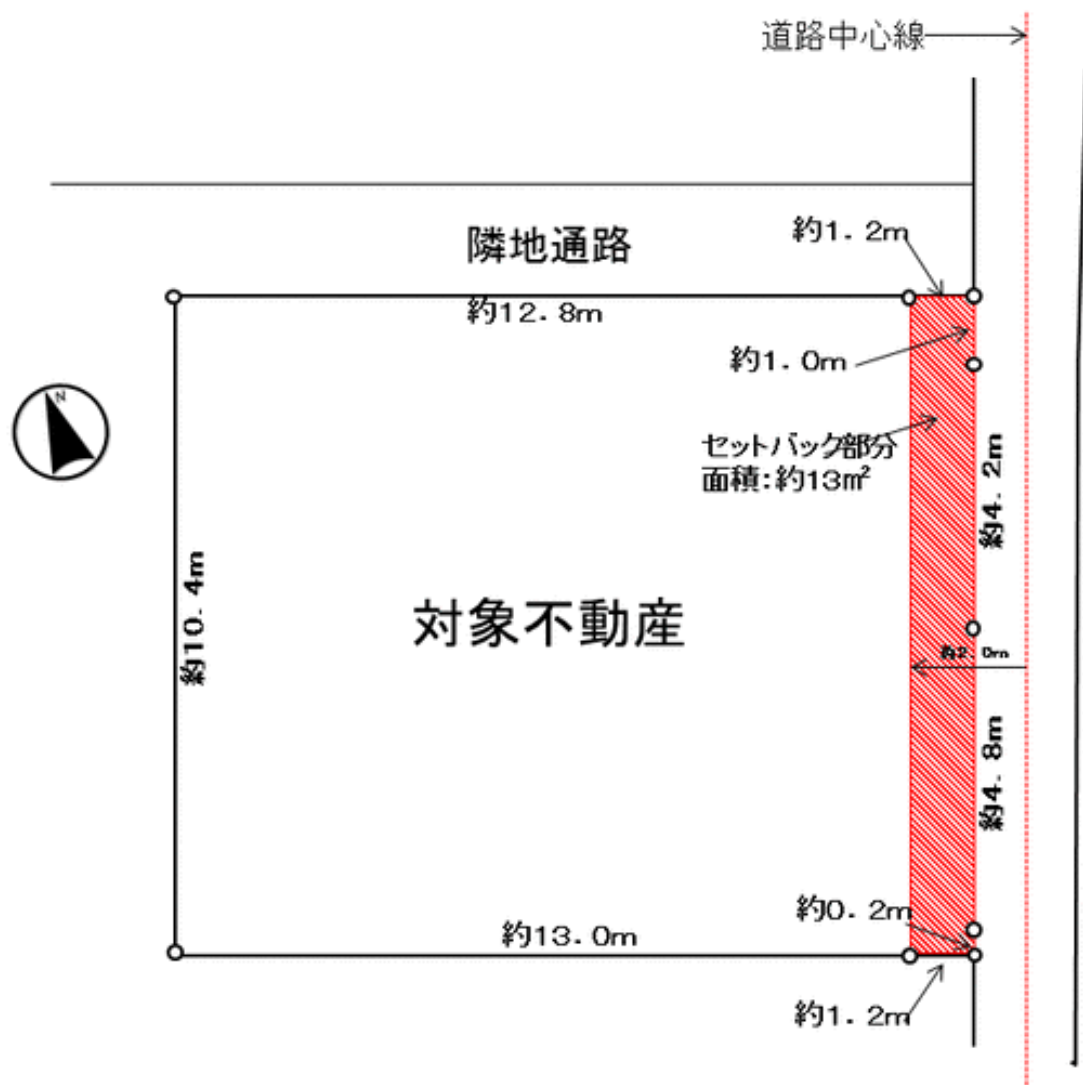 道路中心線
約1.2m
隣地通路
約12.8m
約1.0m
N
セットバック部分
面積:約13㎡
約4.2m
約10.4m
対象不動産
約2.0m
約4.8m
約0.2m
約13.0m
約1.2m